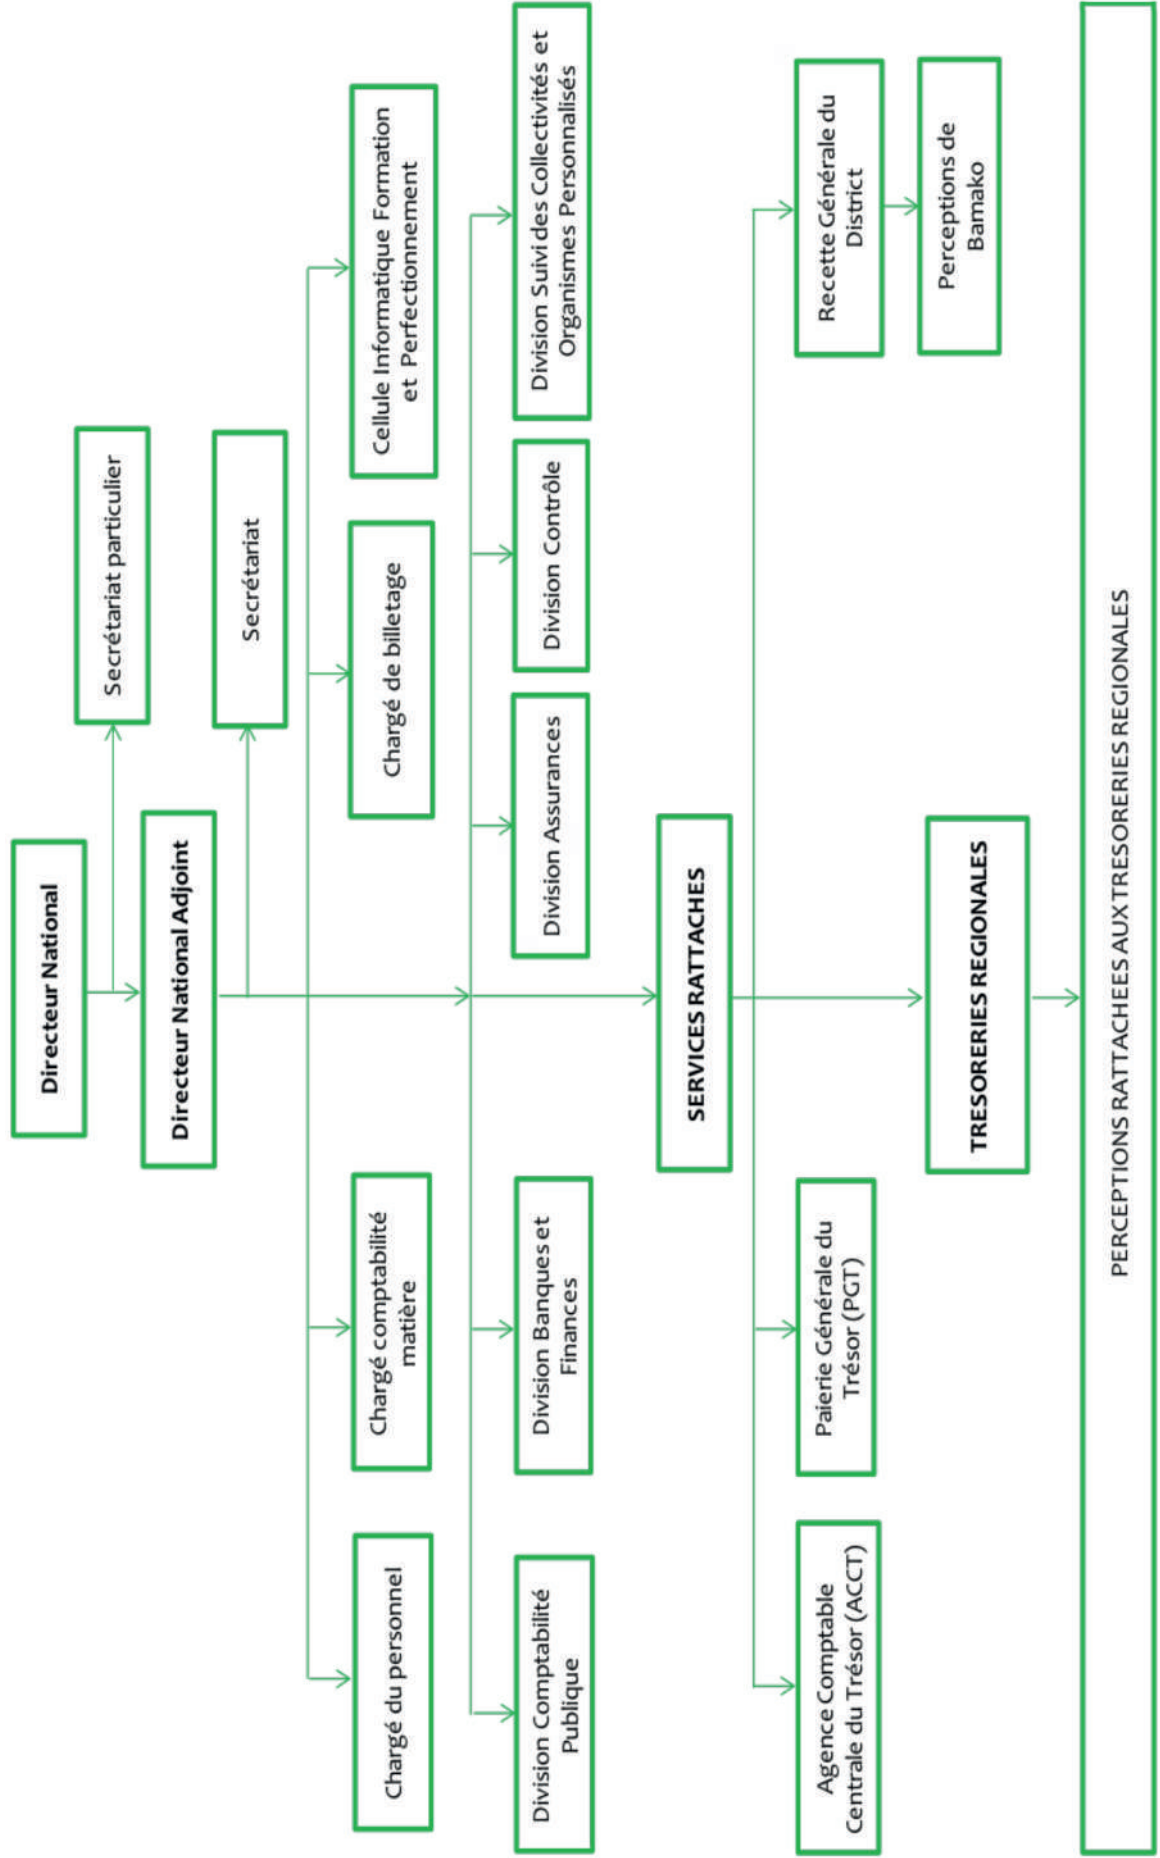 Directeur National
Secrétariat particulier
Directeur National Adjoint
Secrétariat
Chargé du personnel
Chargé comptabilité
matière
Chargé de billetage
Cellule Informatique Formation
et Perfectionnement
Division Comptabilité
Publique
Division Banques et
Finances
Division Assurances
Division Contrôle
Division Suivi des Collectivités et
Organismes Personnalisés
SERVICES RATTACHES
Agence Comptable
Centrale du Trésor (ACCT)
Paierie Générale du
Trésor (PGT)
Recette Générale du
District
Perceptions de
Bamako
TRESORERIES REGIONALES
PERCEPTIONS RATTACHEES AUX TRESORERIES REGIONALES